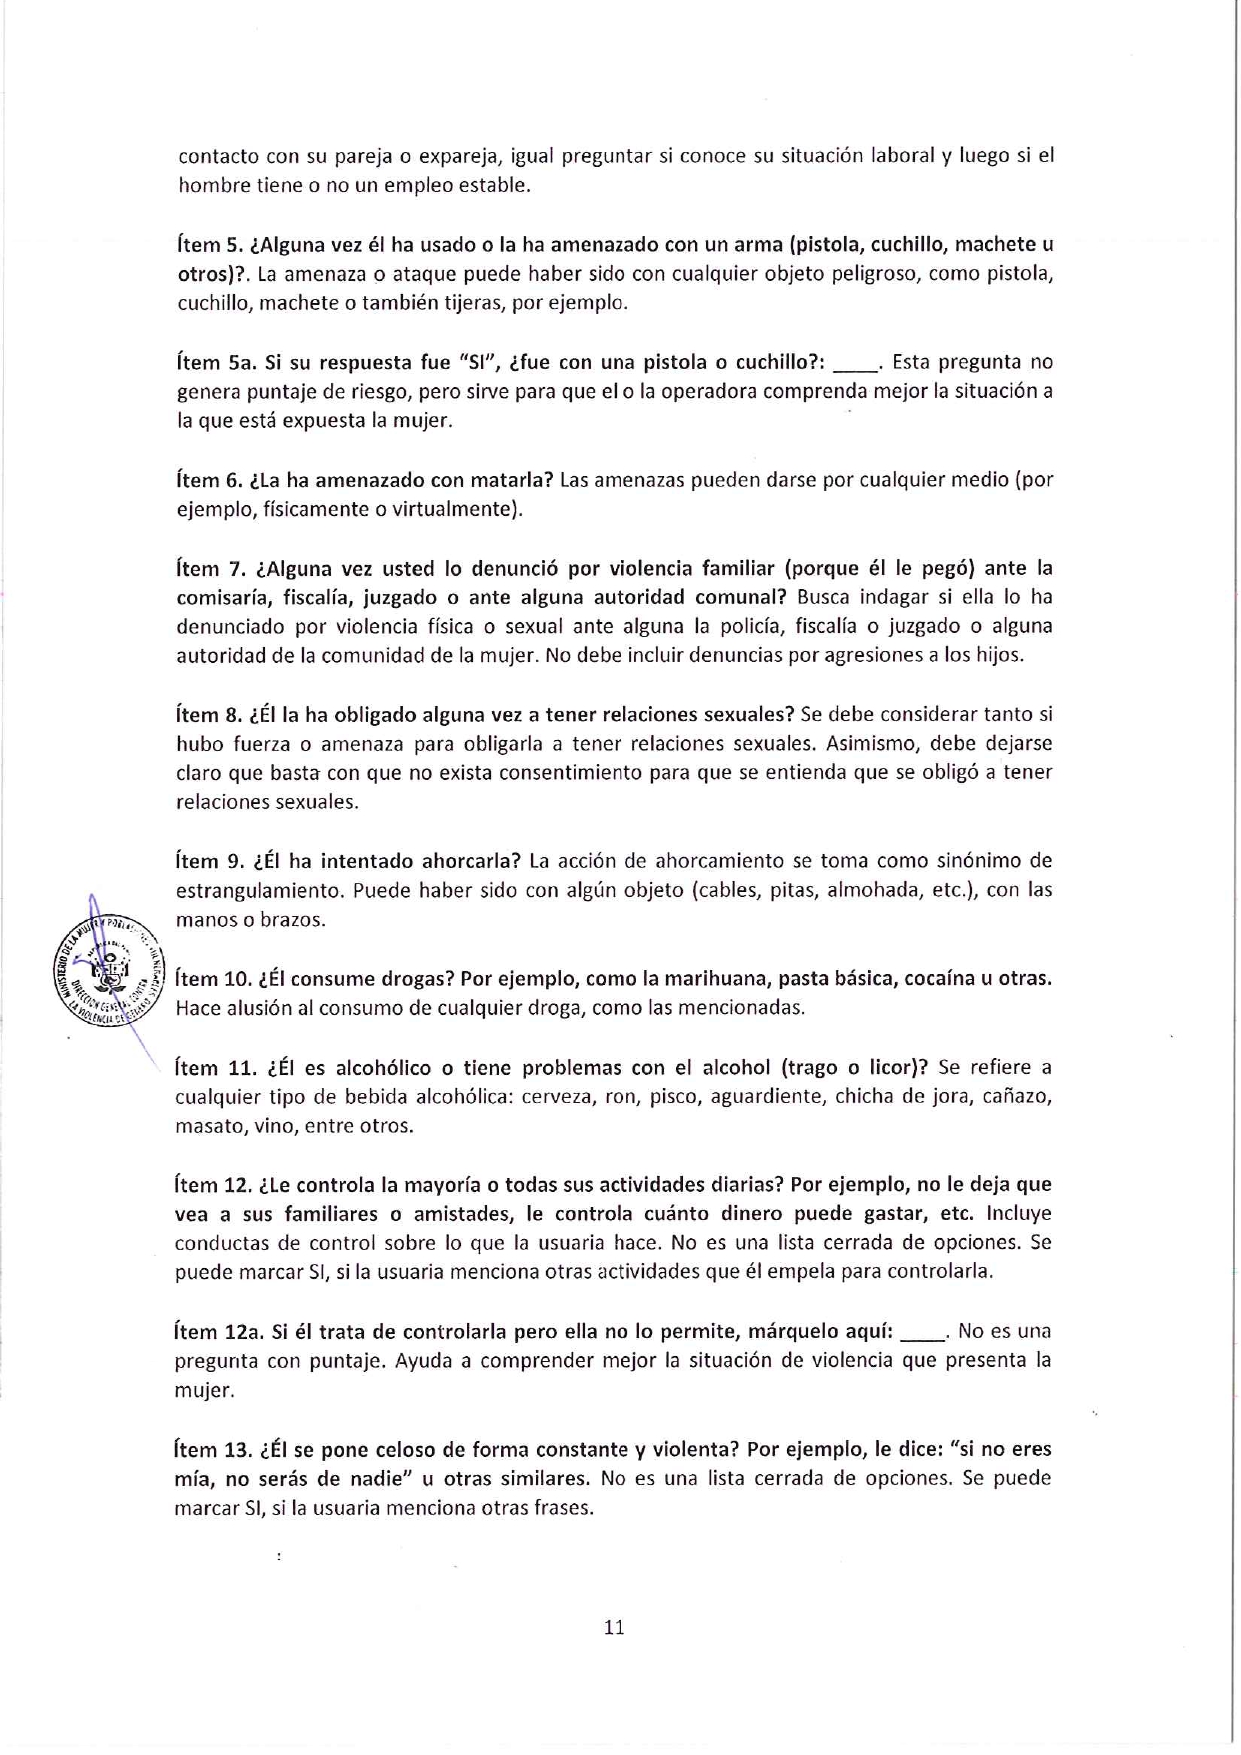 contacto con su pareja o expareja, igual preguntar si conoce su situación laboral y luego si el
hombre tiene o no un empleo estable.
Ítem 5. ¿Alguna vez él ha usado o la ha amenazado con un arma (pistola, cuchillo, machete u
otros)?. La amenaza o ataque puede haber sido con cualquier objeto peligroso, como pistola,
cuchillo, machete o también tijeras, por ejemplo.
Ítem 5a. Si su respuesta fue "SI", ¿fue con una pistola o cuchillo?: ____. Esta pregunta no
genera puntaje de riesgo, pero sirve para que el o la operadora comprenda mejor la situación a
la que está expuesta la mujer.
Ítem 6. ¿La ha amenazado con matarla? Las amenazas pueden darse por cualquier medio (por
ejemplo, físicamente o virtualmente).
Ítem 7. ¿Alguna vez usted lo denunció por violencia familiar (porque él le pegó) ante la
comisaría, fiscalía, juzgado o ante alguna autoridad comunal? Busca indagar si ella lo ha
denunciado por violencia física o sexual ante alguna la policía, fiscalía o juzgado o alguna
autoridad de la comunidad de la mujer. No debe incluir denuncias por agresiones a los hijos.
Ítem 8. ¿Él la ha obligado alguna vez a tener relaciones sexuales? Se debe considerar tanto si
hubo fuerza o amenaza para obligarla a tener relaciones sexuales. Asimismo, debe dejarse
claro que basta con que no exista consentimiento para que se entienda que se obligó a tener
relaciones sexuales.
Ítem 9. ¿Él ha intentado ahorcarla? La acción de ahorcamiento se toma como sinónimo de
estrangulamiento. Puede haber sido con algún objeto (cables, pitas, almohada, etc.), con las
manos o brazos.
MINISTERIO DE LA MUJER Y
DIRECCIÓN GENERAL CONTRA
LA VIOLENCIA DE GÉNERO
Ítem 10. ¿Él consume drogas? Por ejemplo, como la marihuana, pasta básica, cocaína u otras.
Hace alusión al consumo de cualquier droga, como las mencionadas.
Ítem 11. ¿Él es alcohólico o tiene problemas con el alcohol (trago o licor)? Se refiere a
cualquier tipo de bebida alcohólica: cerveza, ron, pisco, aguardiente, chicha de jora, cañazo,
masato, vino, entre otros.
Ítem 12. ¿Le controla la mayoría o todas sus actividades diarias? Por ejemplo, no le deja que
vea a sus familiares o amistades, le controla cuánto dinero puede gastar, etc. Incluye
conductas de control sobre lo que la usuaria hace. No es una lista cerrada de opciones. Se
puede marcar SI, si la usuaria menciona otras actividades que él empela para controlarla.
Ítem 12a. Si él trata de controlarla pero ella no lo permite, márquelo aquí: ____. No es una
pregunta con puntaje. Ayuda a comprender mejor la situación de violencia que presenta la
mujer.
Ítem 13. ¿Él se pone celoso de forma constante y violenta? Por ejemplo, le dice: "si no eres
mía, no serás de nadie" u otras similares. No es una lista cerrada de opciones. Se puede
marcar SI, si la usuaria menciona otras frases.
11